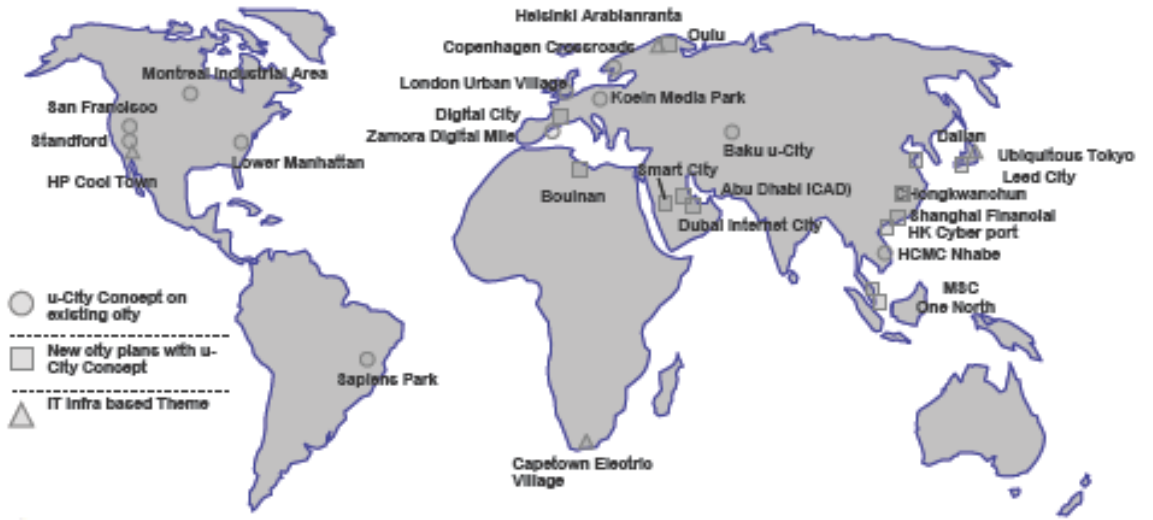 Helsinki Arabianranta
Oulu
Copenhagen Crossroads
Montreal Industrial Area
London Urban Village
Koeln Media Park
San Francisco
Digital City
Standford
Zamora Digital Mile
Dalian
Baku u-City
Ubiquitous Tokyo
Lower Manhattan
Smart City
Leed City
HP Cool Town
Bouinan
Abu Dhabi ICAD)
Chongkwanchun
Dubai Internet City
Shanghai Financial
HK Cyber port
HCMC Nhabe
MSC
One North
u-City Concept on
existing city
New city plans with u-
City Concept
Sapiens Park
IT Infra based Theme
Capetown Electric
Village